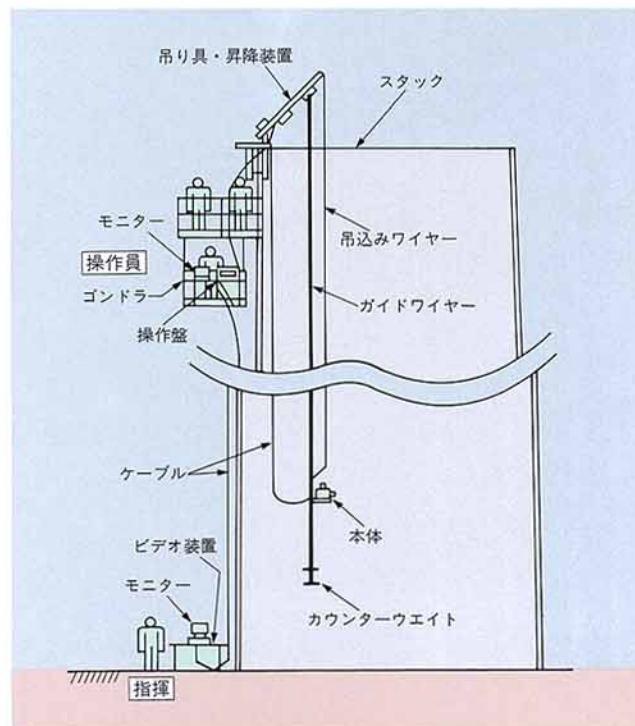 吊り具・昇降装置
スタック
モニター
操作員
ゴンドラ
操作盤
吊込みワイヤー
ガイドワイヤー
ケーブル
本体
ビデオ装置
モニター
カウンターウエイト
指揮